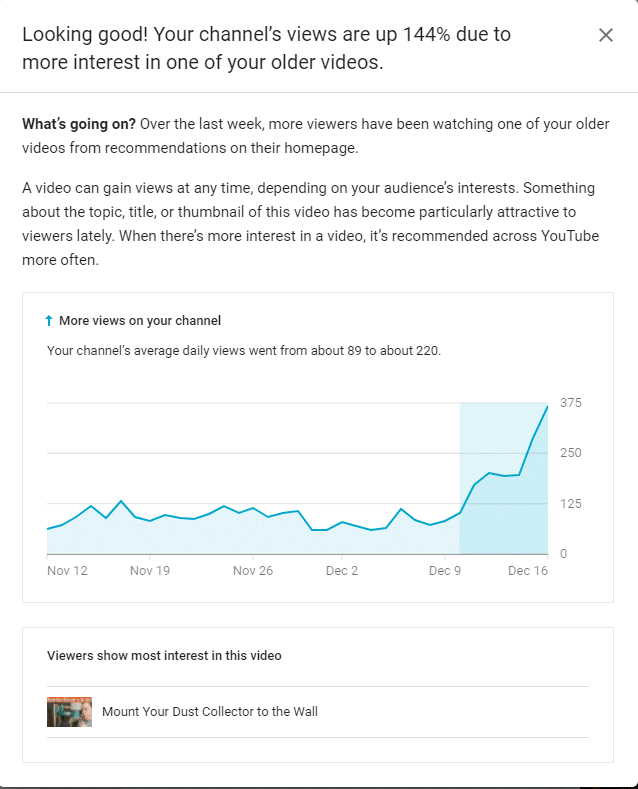 Looking good! Your channel's views are up 144% due to
more interest in one of your older videos.
What's going on? Over the last week, more viewers have been watching one of your older
videos from recommendations on their homepage.
A video can gain views at any time, depending on your audience's interests. Something
about the topic, title, or thumbnail of this video has become particularly attractive to
viewers lately. When there's more interest in a video, it's recommended across YouTube
more often.
More views on your channel
Your channel's average daily views went from about 89 to about 220.
375
250
125
0
Nov 12 Nov 19 Nov 26 Dec 2 Dec 9 Dec 16
Viewers show most interest in this video
Mount Your Dust Collector to the Wall